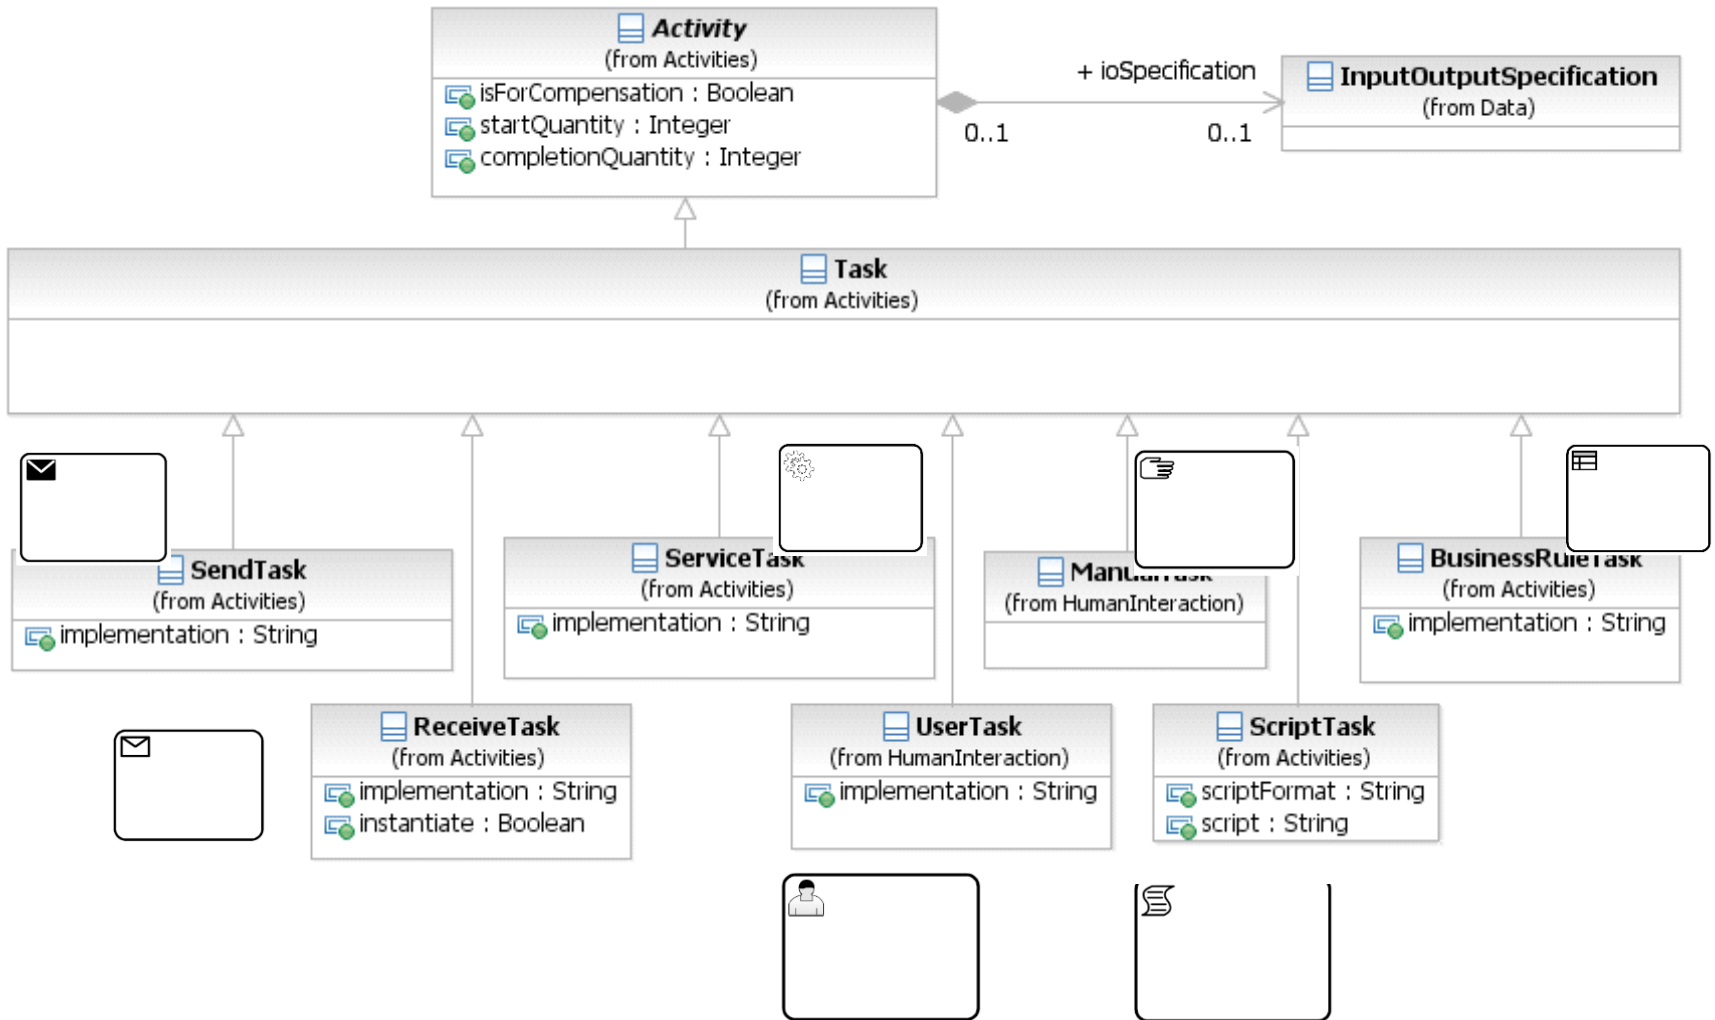 Activity
(from Activities)
isForCompensation : Boolean
startQuantity : Integer
completionQuantity : Integer
+ ioSpecification
0..1
0..1
InputOutputSpecification
(from Data)
Task
(from Activities)
SendTask
(from Activities)
implementation : String
ServiceTask
(from Activities)
implementation : String
ManualTask
(from HumanInteraction)
BusinessRuleTask
(from Activities)
implementation : String
ReceiveTask
(from Activities)
implementation : String
instantiate : Boolean
UserTask
(from HumanInteraction)
implementation : String
ScriptTask
(from Activities)
scriptFormat : String
script : String